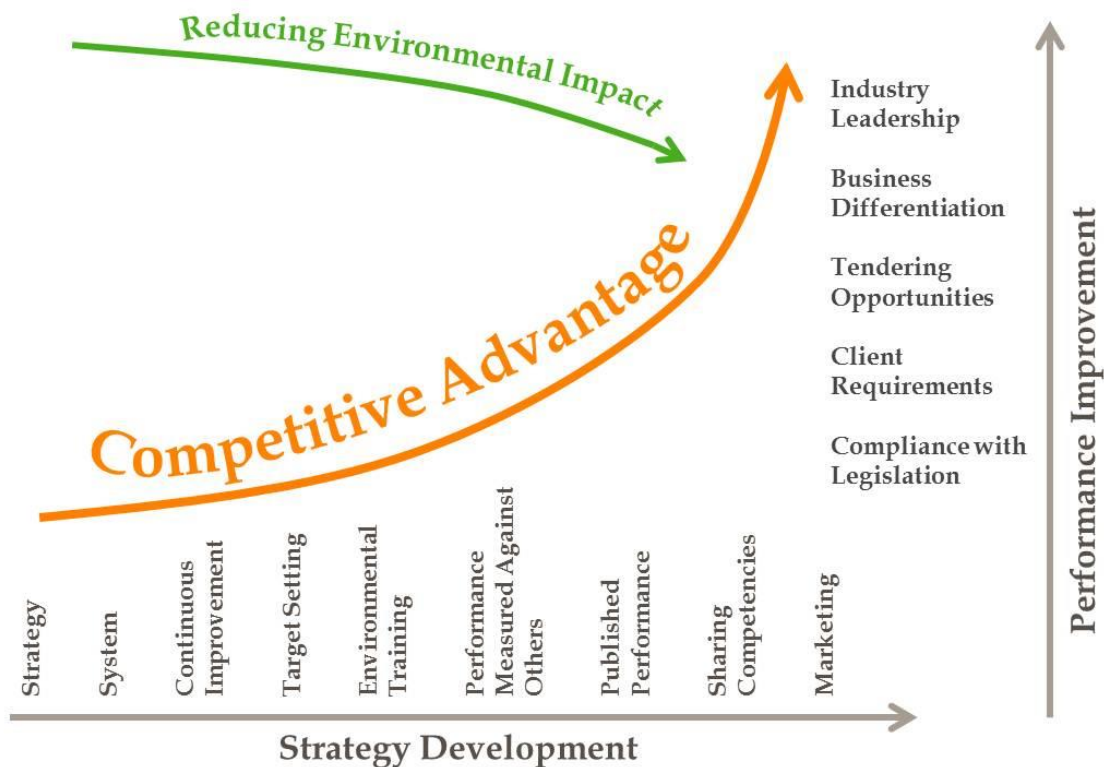 Reducing Environmental Impact
Competitive Advantage
Industry
Leadership
Business
Differentiation
Tendering
Opportunities
Client
Requirements
Compliance with
Legislation
Performance Improvement
Strategy
System
Continuous
Improvement
Target Setting
Environmental
Training
Performance
Measured Against
Others
Published
Performance
Sharing
Competencies
Marketing
Strategy Development